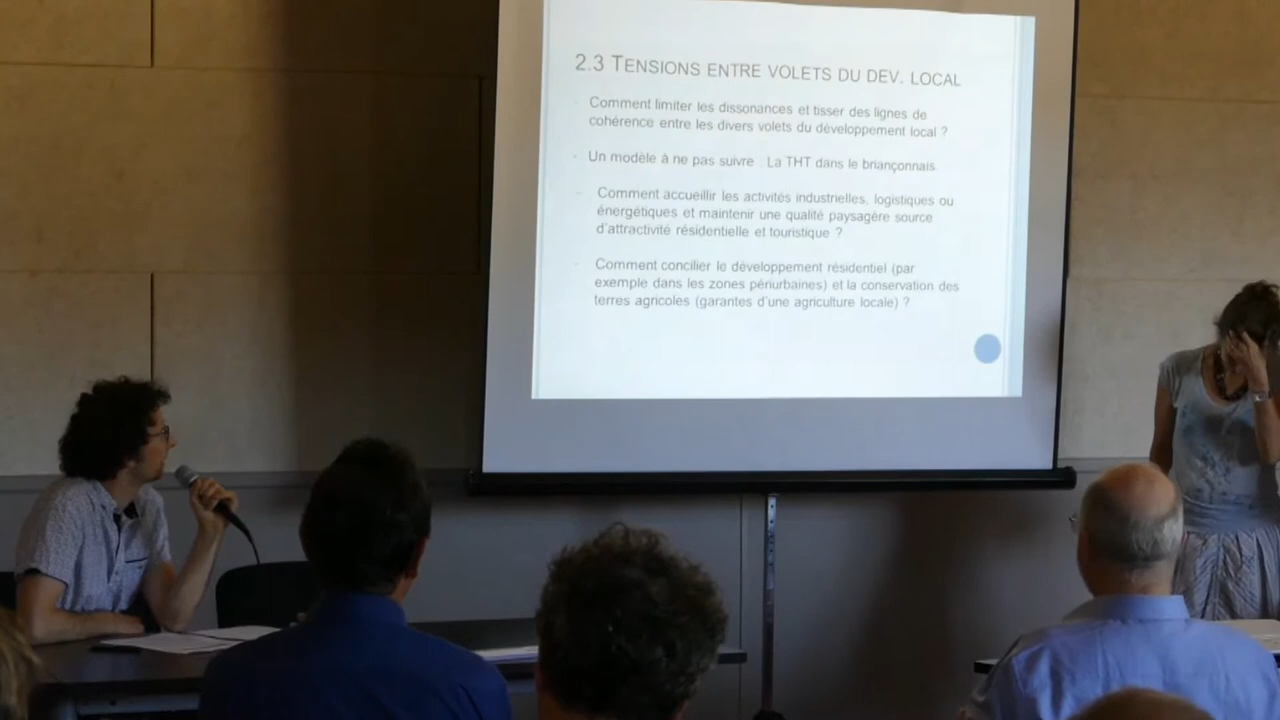 2.3 TENSIONS ENTRE VOLETS DU DEV. LOCAL
Comment limiter les dissonances et tisser des lignes de
cohérence entre les divers volets du développement local ?
- Un modèle à ne pas suivre : La THT dans le briançonnais.
- Comment accueillir les activités industrielles, logistiques ou
énergétiques et maintenir une qualité paysagère source
d'attractivité résidentielle et touristique ?
- Comment concilier le développement résidentiel (par
exemple dans les zones périurbaines) et la conservation des
terres agricoles (garantes d'une agriculture locale) ?